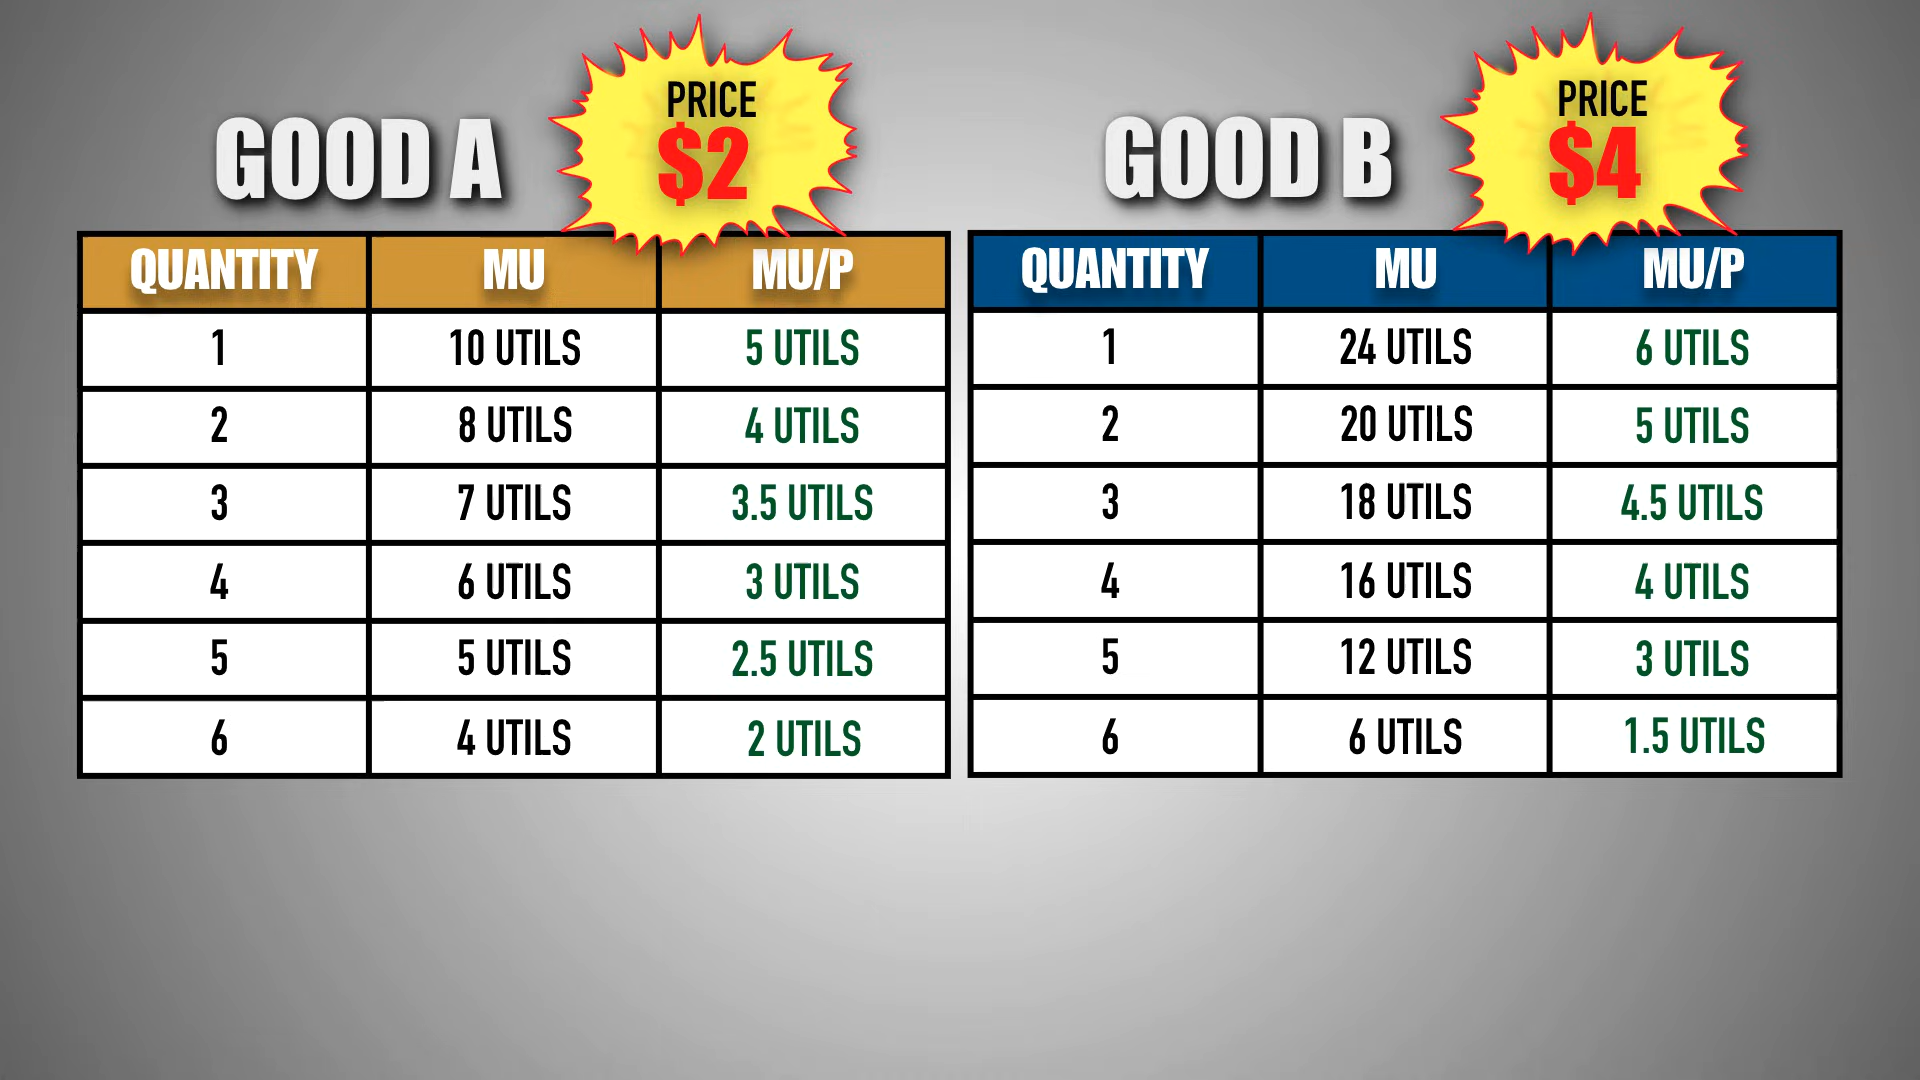 GOOD A
PRICE
$2
QUANTITY MU MU/P
1 10 UTILS 5 UTILS
2 8 UTILS 4 UTILS
3 7 UTILS 3.5 UTILS
4 6 UTILS 3 UTILS
5 5 UTILS 2.5 UTILS
6 4 UTILS 2 UTILS
GOOD B
PRICE
$4
QUANTITY MU MU/P
1 24 UTILS 6 UTILS
2 20 UTILS 5 UTILS
3 18 UTILS 4.5 UTILS
4 16 UTILS 4 UTILS
5 12 UTILS 3 UTILS
6 6 UTILS 1.5 UTILS